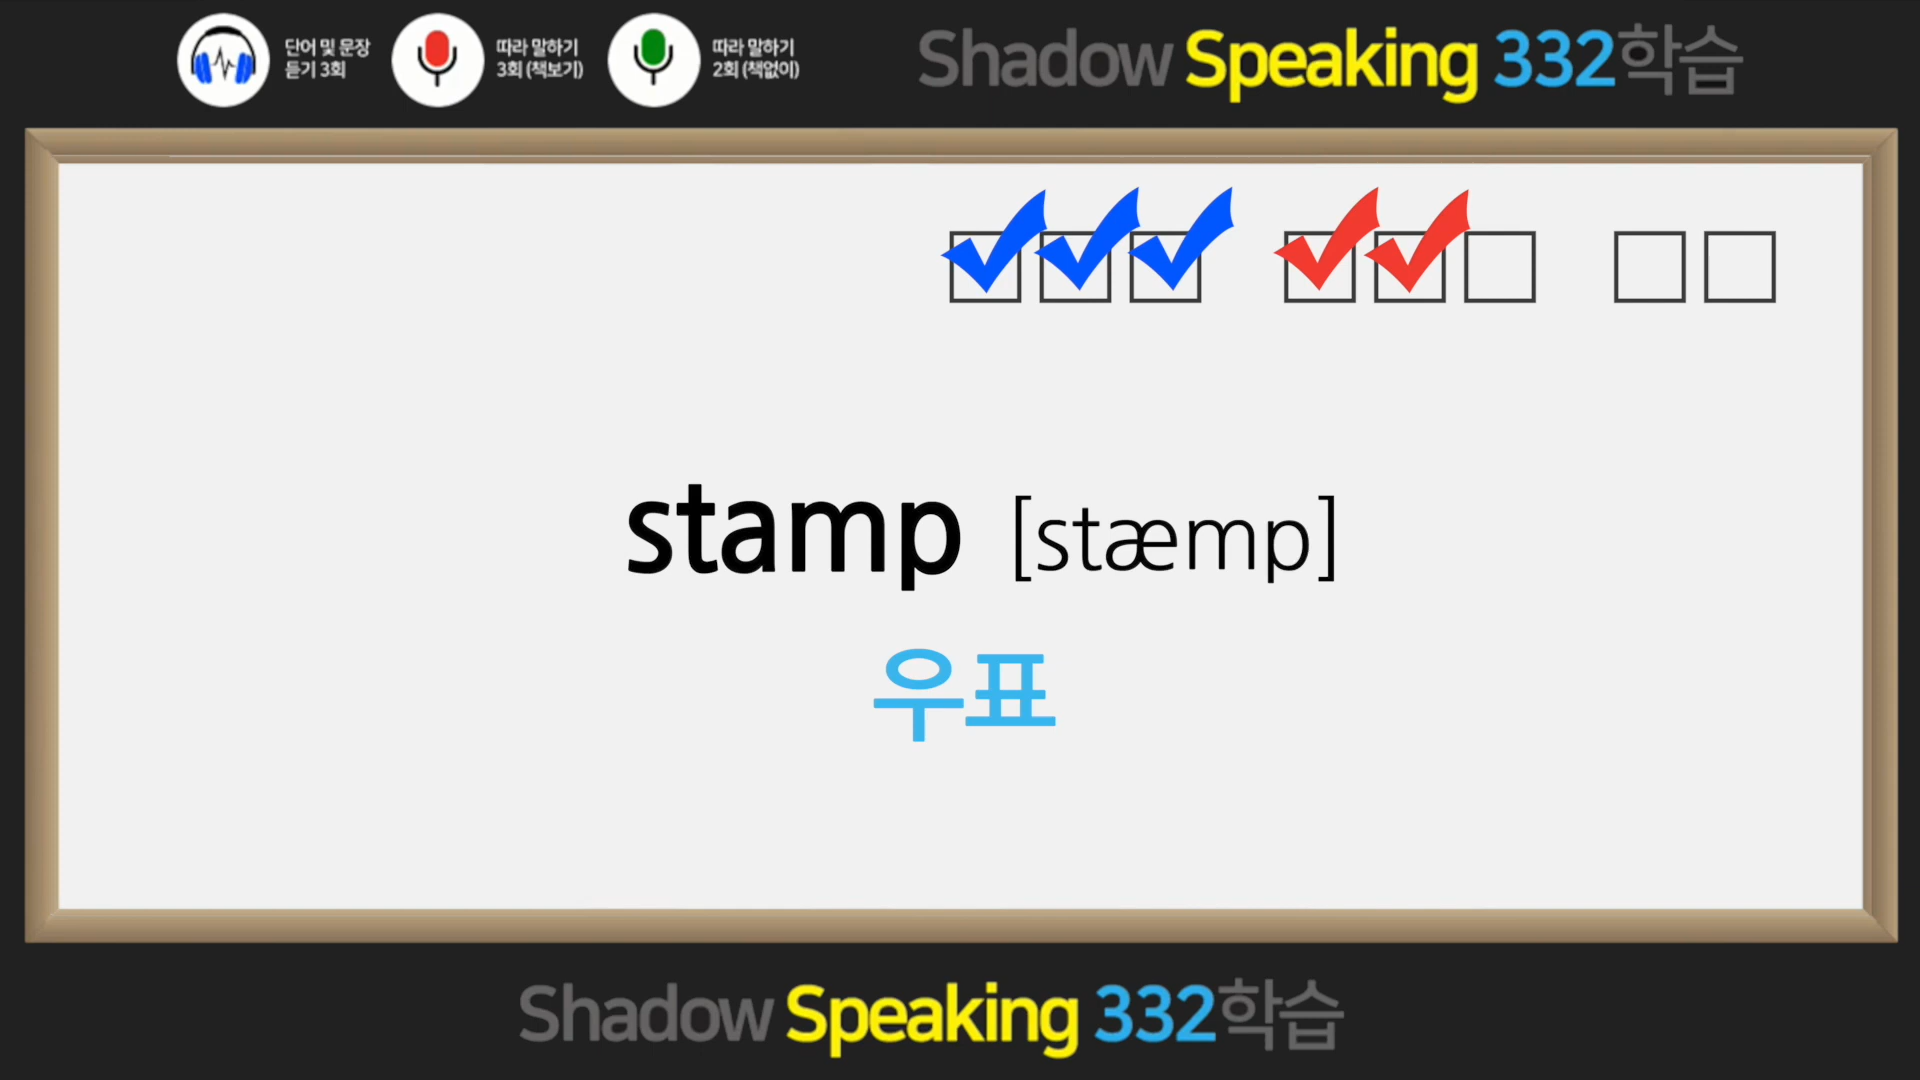 단어 및 문장
듣기 3회
따라 말하기
3회 (책보기)
따라 말하기
2회 (책없이)
Shadow Speaking 332학습
stamp [stæmp]
우표
Shadow Speaking 332학습